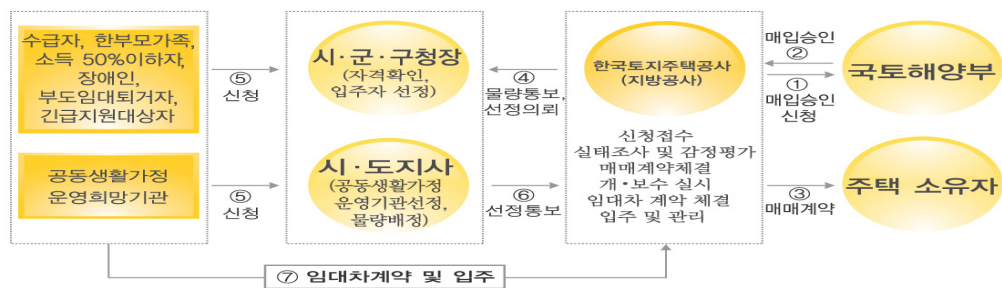 수급자, 한부모가족,
소득 50%이하자,
장애인,
부도임대퇴거자,
긴급지원대상자
공동생활가정
운영희망기관
⑤
신청
⑤
신청
시·군·구청장
(자격확인,
입주자 선정)
시·도지사
(공동생활가정
운영기관선정,
물량배정)
④
물량통보,
선정의뢰
⑥
선정통보
한국토지주택공사
(지방공사)
신청접수
실태조사 및 감정평가
매매계약체결
개·보수 실시
임대차 계약 체결
입주 및 관리
매입승인
②
①
매입승인
신청
③
매매계약
국토해양부
주택 소유자
⑦ 임대차계약 및 입주